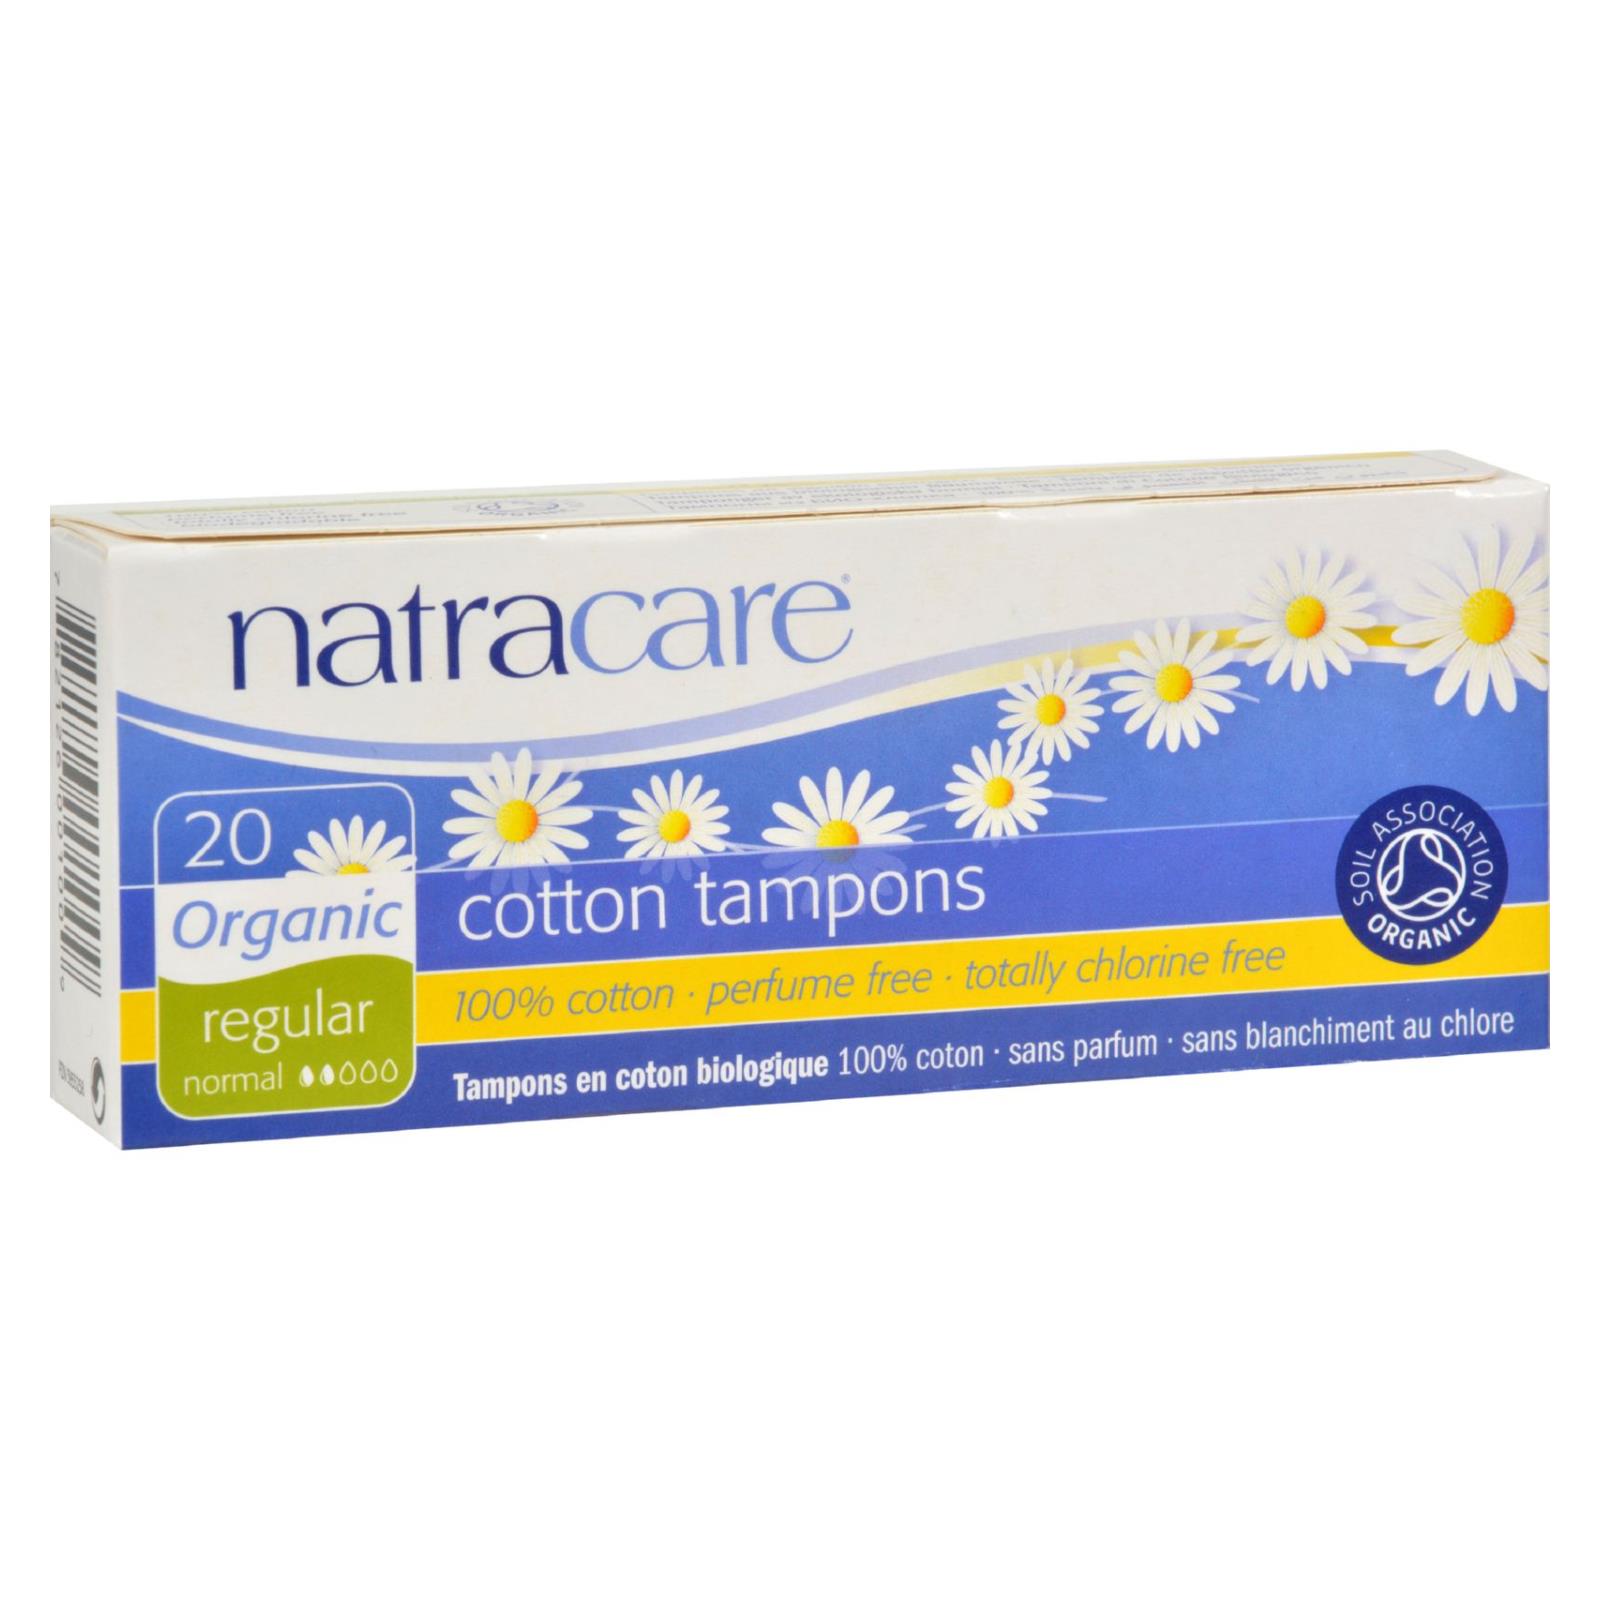 natracare®
20
Organic
regular
normal
cotton tampons
100% cotton · perfume free · totally chlorine free
Tampons en coton biologique 100% coton · sans parfum · sans blanchiment au chlore
SOIL ASSOCIATION
ORGANIC